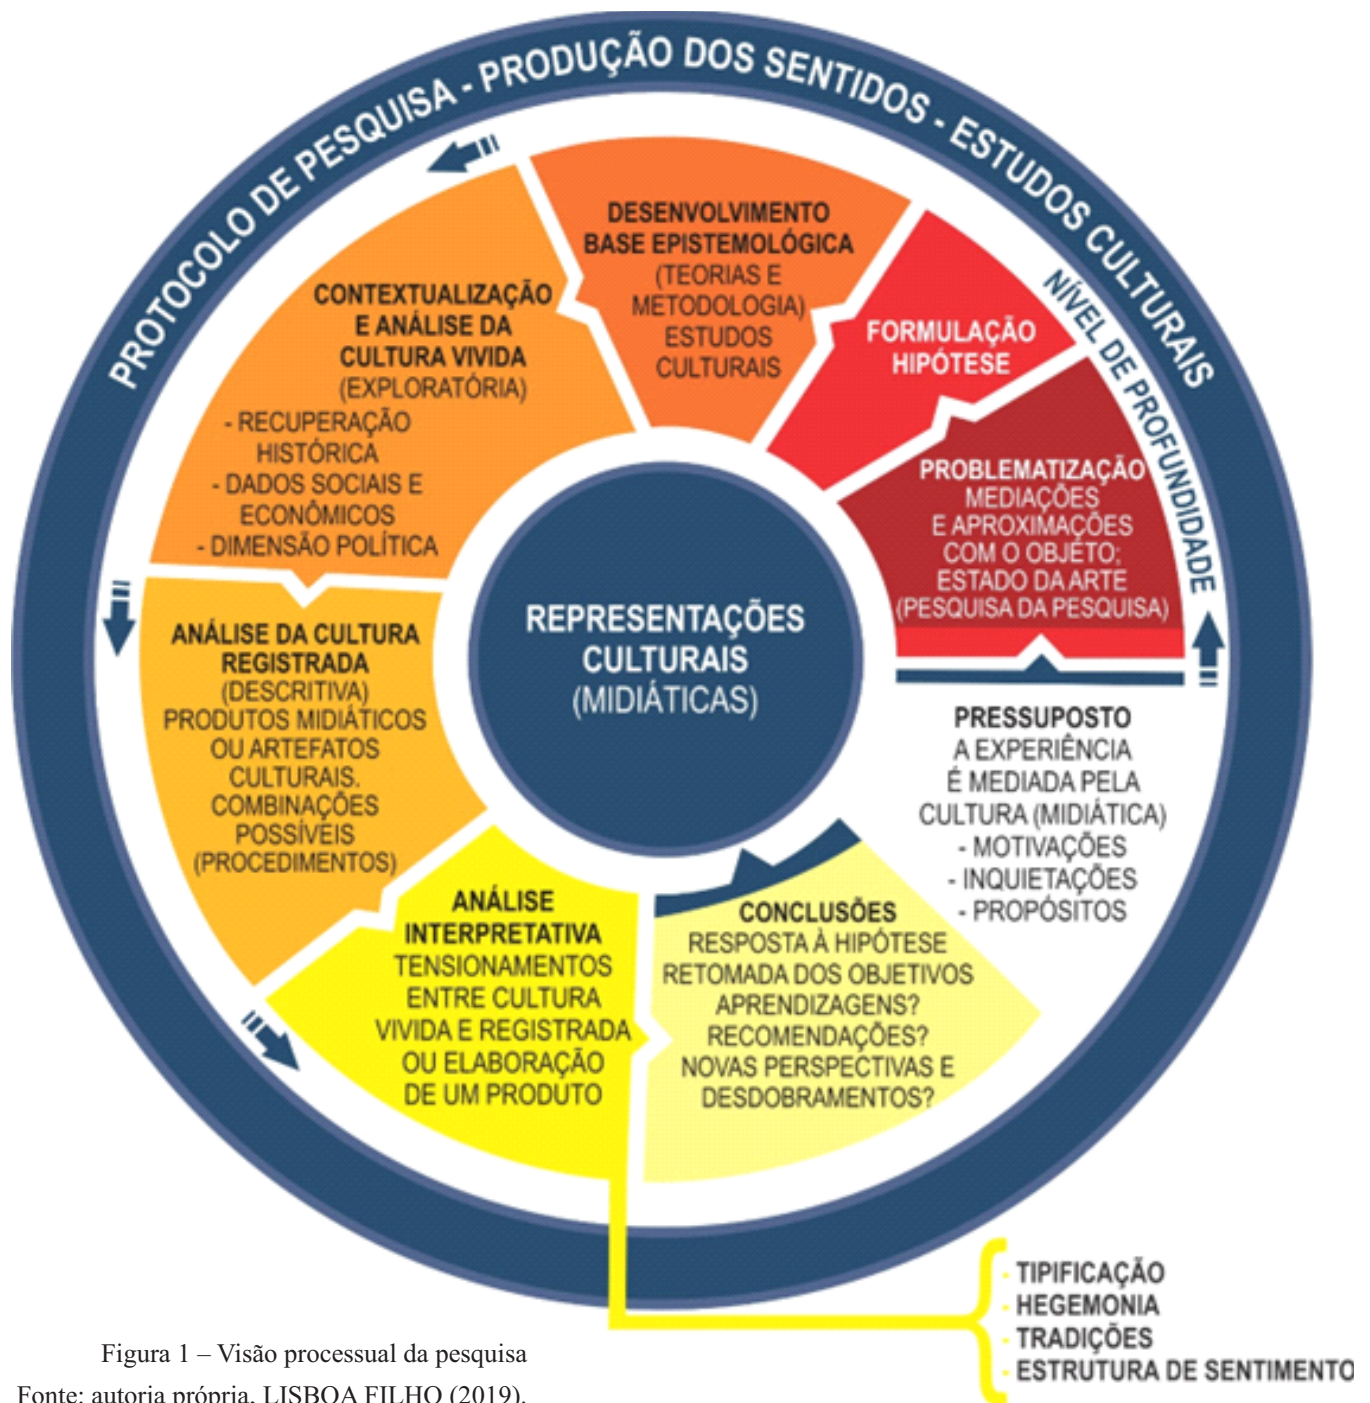 PROTOCOLO DE PESQUISA - PRODUÇÃO DOS SENTIDOS - ESTUDOS CULTURAIS
NÍVEL DE PROFUNDIDADE
REPRESENTAÇÕES
CULTURAIS
(MIDIÁTICAS)
PRESSUPOSTO
A EXPERIÊNCIA
É MEDIADA PELA
CULTURA (MIDIÁTICA)
- MOTIVAÇÕES
- INQUIETAÇÕES
- PROPÓSITOS
PROBLEMATIZAÇÃO
MEDIAÇÕES
E APROXIMAÇÕES
COM O OBJETO;
ESTADO DA ARTE
(PESQUISA DA PESQUISA)
FORMULAÇÃO
HIPÓTESE
DESENVOLVIMENTO
BASE EPISTEMOLÓGICA
(TEORIAS E
METODOLOGIA)
ESTUDOS
CULTURAIS
CONTEXTUALIZAÇÃO
E ANÁLISE DA
CULTURA VIVIDA
(EXPLORATÓRIA)
- RECUPERAÇÃO
HISTÓRICA
- DADOS SOCIAIS E
ECONÔMICOS
- DIMENSÃO POLÍTICA
ANÁLISE DA CULTURA
REGISTRADA
(DESCRITIVA)
PRODUTOS MIDIÁTICOS
OU ARTEFATOS
CULTURAIS.
COMBINAÇÕES
POSSÍVEIS
(PROCEDIMENTOS)
ANÁLISE
INTERPRETATIVA
TENSIONAMENTOS
ENTRE CULTURA
VIVIDA E REGISTRADA
OU ELABORAÇÃO
DE UM PRODUTO
CONCLUSÕES
RESPOSTA À HIPÓTESE
RETOMADA DOS OBJETIVOS
APRENDIZAGENS?
RECOMENDAÇÕES?
NOVAS PERSPECTIVAS E
DESDOBRAMENTOS?
- TIPIFICAÇÃO
- HEGEMONIA
- TRADIÇÕES
- ESTRUTURA DE SENTIMENTO
Figura 1 – Visão processual da pesquisa
Fonte: autoria própria, LISBOA FILHO (2019).